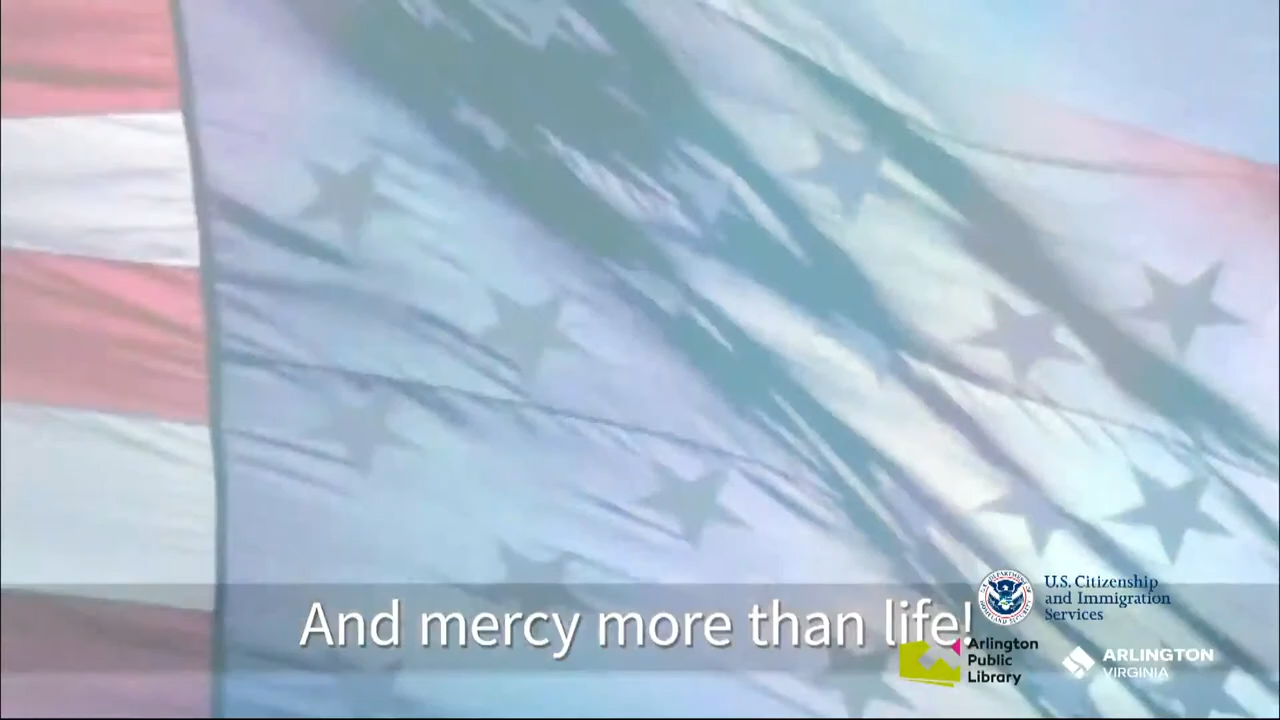 And mercy more than life!
U.S. Citizenship
and Immigration
Services
Arlington
Public
Library
ARLINGTON
VIRGINIA